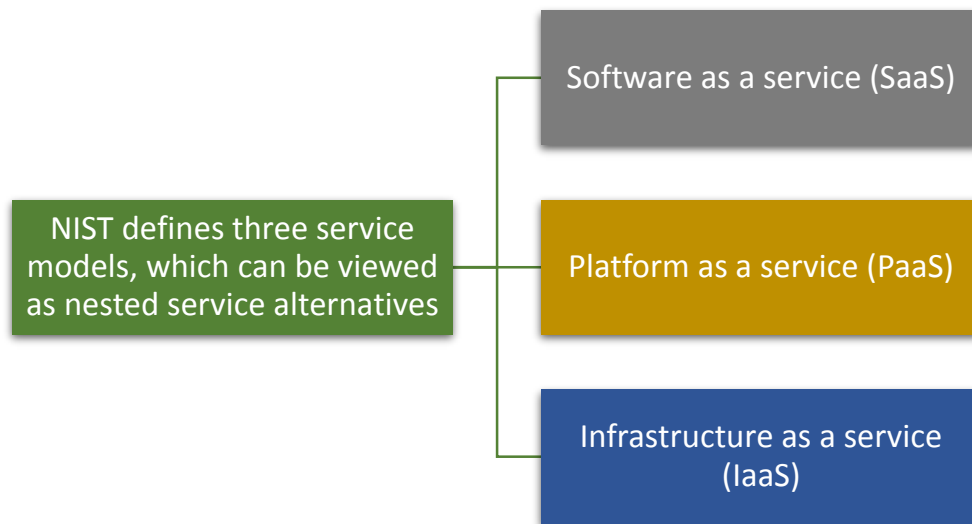 Software as a service (SaaS)
NIST defines three service
models, which can be viewed
as nested service alternatives
Platform as a service (PaaS)
Infrastructure as a service
(IaaS)